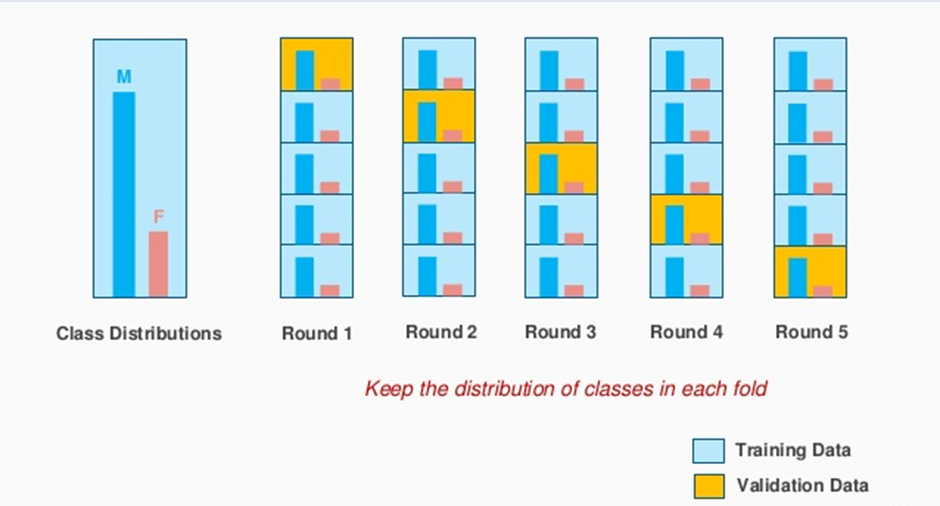 M
F
Class Distributions
Round 1
Round 2
Round 3
Round 4
Round 5
Keep the distribution of classes in each fold
Training Data
Validation Data